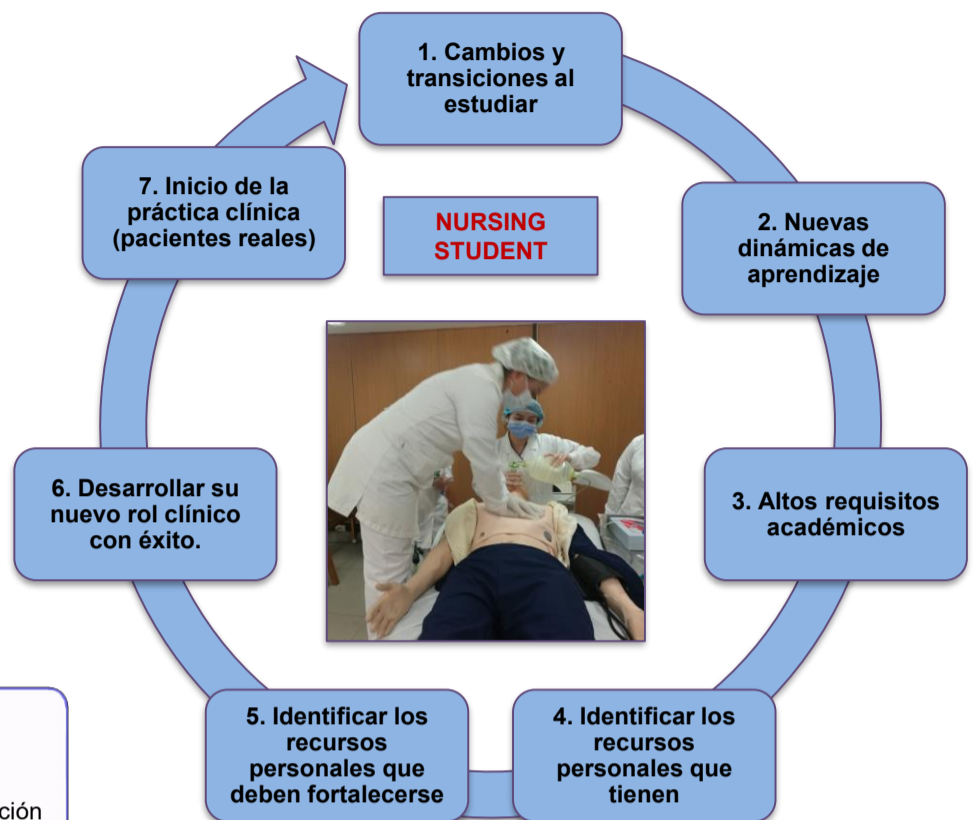 1. Cambios y
transiciones al
estudiar
7. Inicio de la
práctica clínica
(pacientes reales)
NURSING
STUDENT
2. Nuevas
dinámicas de
aprendizaje
6. Desarrollar su
nuevo rol clínico
con éxito.
3. Altos requisitos
académicos
5. Identificar los
recursos
personales que
deben fortalecerse
4. Identificar los
recursos
personales que
tienen
ción